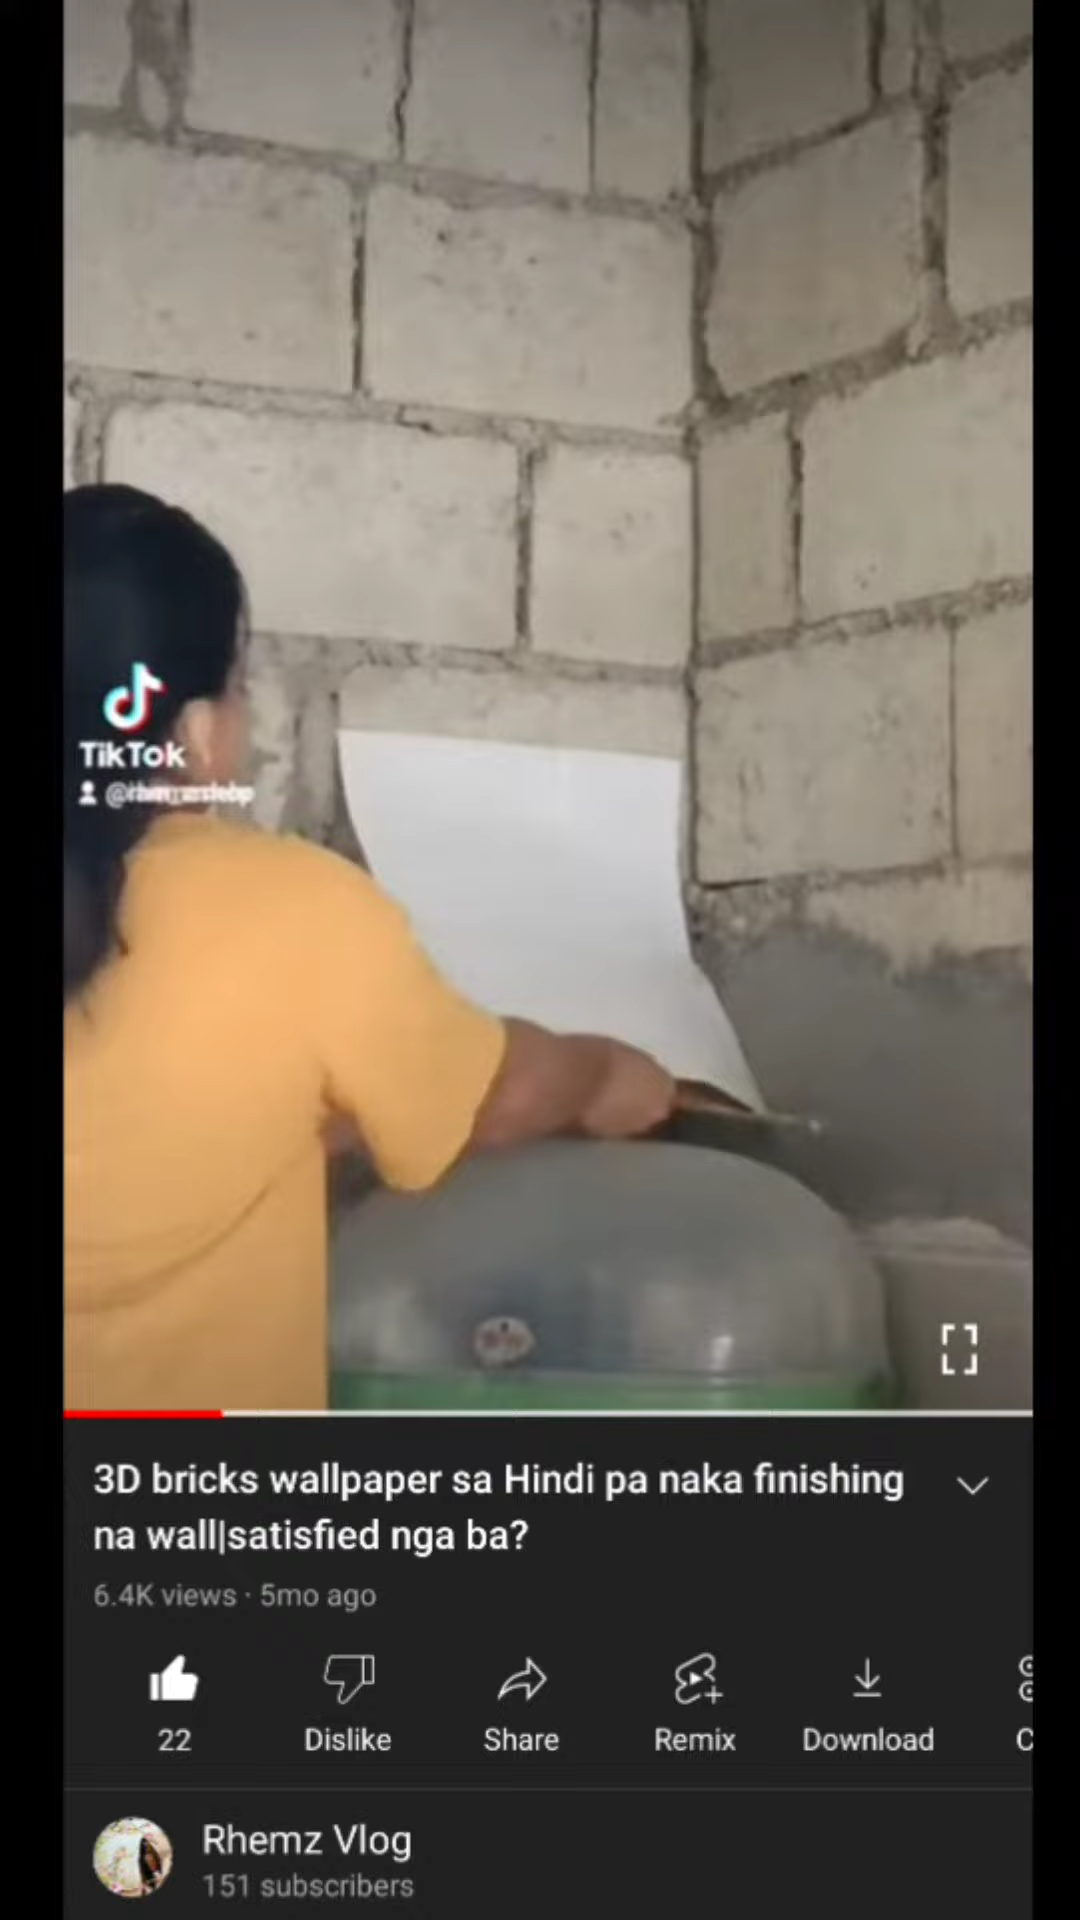 TikTok
3D bricks wallpaper sa Hindi pa naka finishing
na wall|satisfied nga ba?
6.4K views · 5mo ago
22
Dislike
Share
Remix
Download
C
Rhemz Vlog
151 subscribers